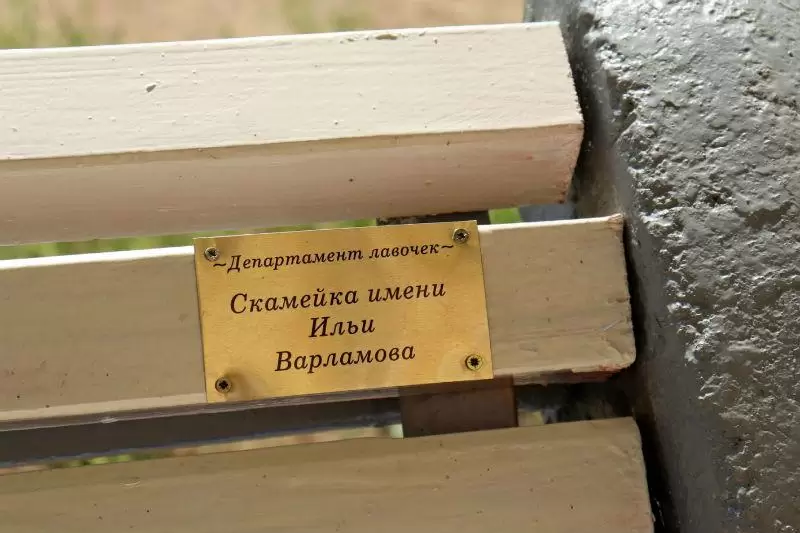 ~Департамент лавочек~
Скамейка имени
Ильи
Варламова